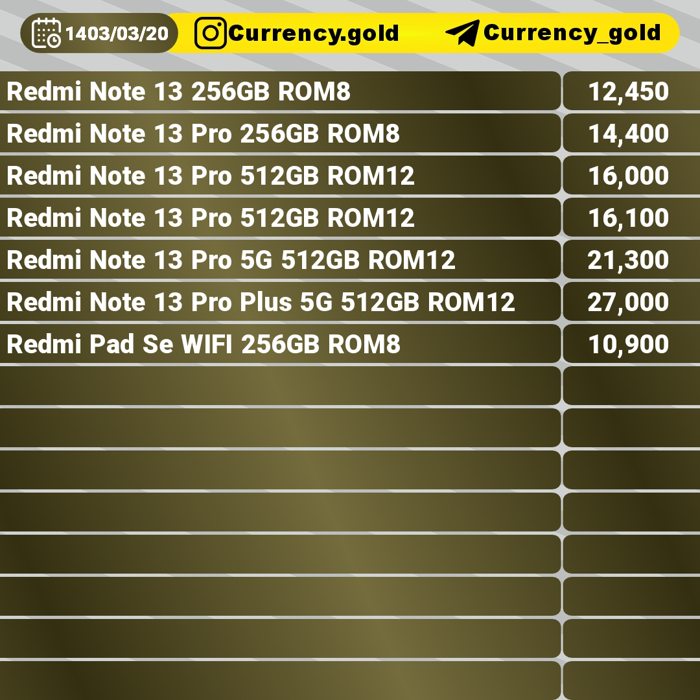 1403/03/20 Currency.gold Currency_gold
Redmi Note 13 256GB ROM8 12,450
Redmi Note 13 Pro 256GB ROM8 14,400
Redmi Note 13 Pro 512GB ROM12 16,000
Redmi Note 13 Pro 512GB ROM12 16,100
Redmi Note 13 Pro 5G 512GB ROM12 21,300
Redmi Note 13 Pro Plus 5G 512GB ROM12 27,000
Redmi Pad Se WIFI 256GB ROM8 10,900